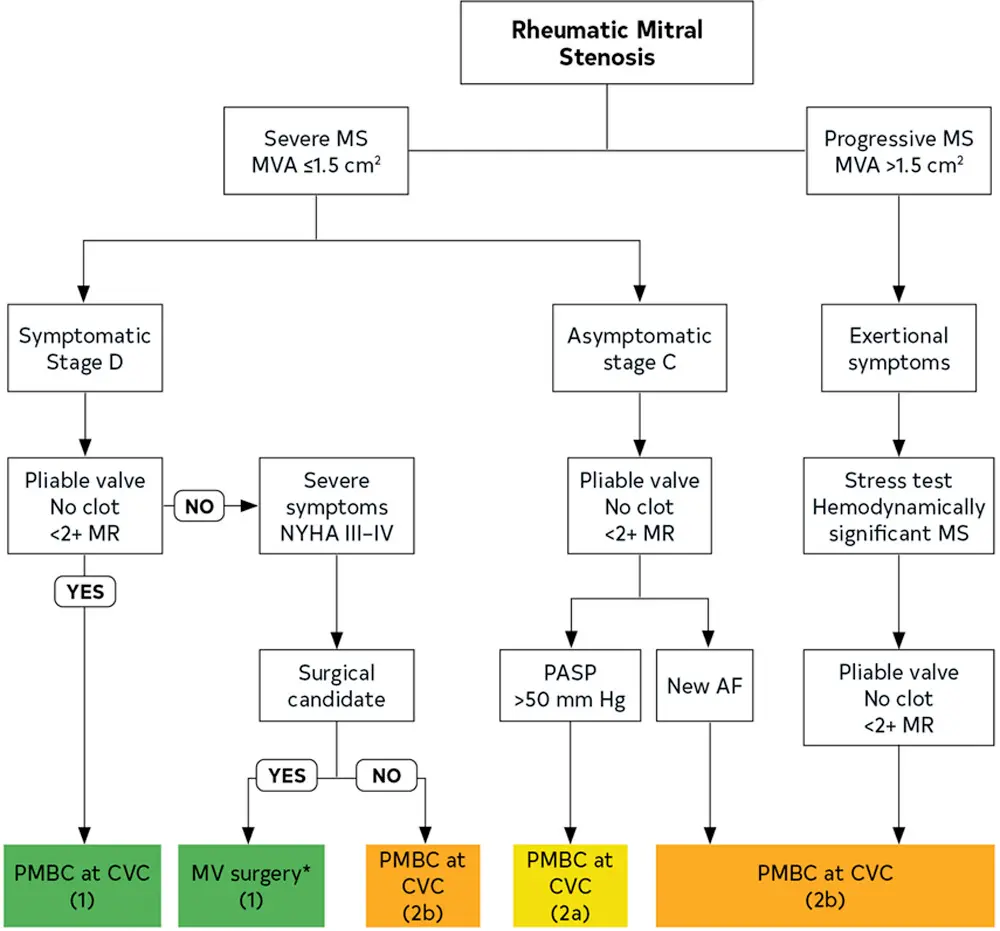 Rheumatic Mitral
Stenosis
Severe MS
MVA ≤1.5 cm²
Progressive MS
MVA >1.5 cm²
Symptomatic
Stage D
Asymptomatic
stage C
Exertional
symptoms
Pliable valve
No clot
<2+ MR
NO
Severe
symptoms
NYHA III–IV
Pliable valve
No clot
<2+ MR
Stress test
Hemodynamically
significant MS
YES
Surgical
candidate
PASP
>50 mm Hg
New AF
Pliable valve
No clot
<2+ MR
YES
NO
PMBC at CVC
(1)
MV surgery*
(1)
PMBC at
CVC
(2b)
PMBC at
CVC
(2a)
PMBC at CVC
(2b)